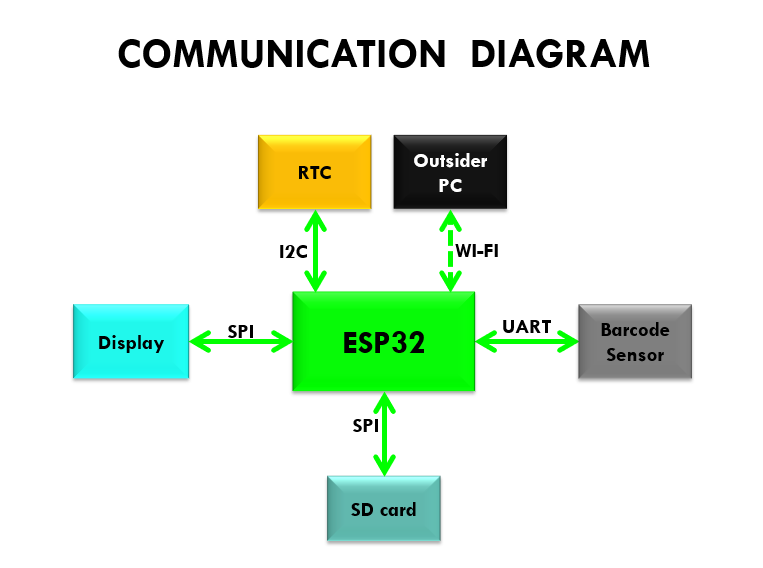 COMMUNICATION DIAGRAM
RTC
Outsider
PC
I2C
WI-FI
Display
SPI
ESP32
UART
Barcode
Sensor
SPI
SD card